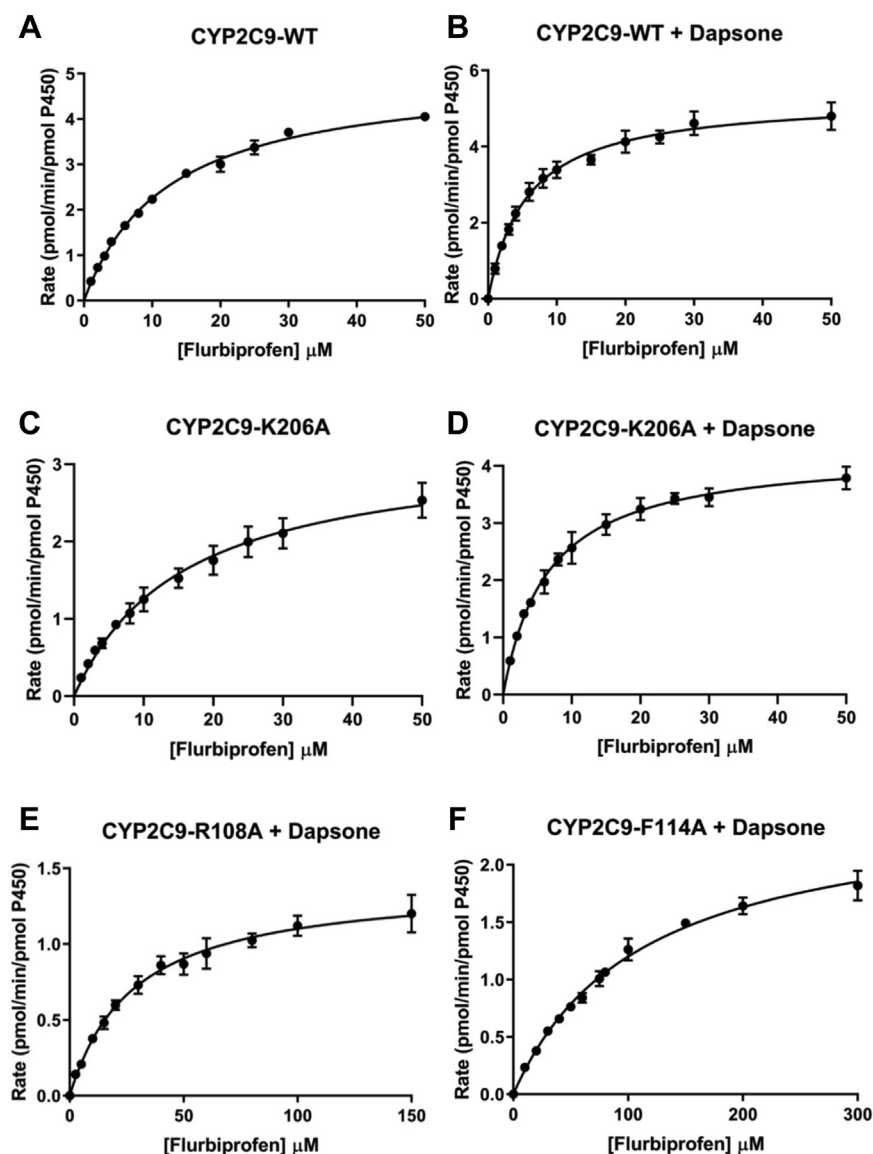 A
CYP2C9-WT
Rate (pmol/min/pmol P450)
5
4
3
2
1
0
0 10 20 30 40 50
[Flurbiprofen] μM
B
CYP2C9-WT + Dapsone
Rate (pmol/min/pmol P450)
6
4
2
0
0 10 20 30 40 50
[Flurbiprofen] μM
C
CYP2C9-K206A
Rate (pmol/min/pmol P450)
3
2
1
0
0 10 20 30 40 50
[Flurbiprofen] μM
D
CYP2C9-K206A + Dapsone
Rate (pmol/min/pmol P450)
4
3
2
1
0
0 10 20 30 40 50
[Flurbiprofen] μM
E
CYP2C9-R108A + Dapsone
Rate (pmol/min/pmol P450)
1.5
1.0
0.5
0.0
0 50 100 150
[Flurbiprofen] μM
F
CYP2C9-F114A + Dapsone
Rate (pmol/min/pmol P450)
2.0
1.5
1.0
0.5
0.0
0 100 200 300
[Flurbiprofen] μM